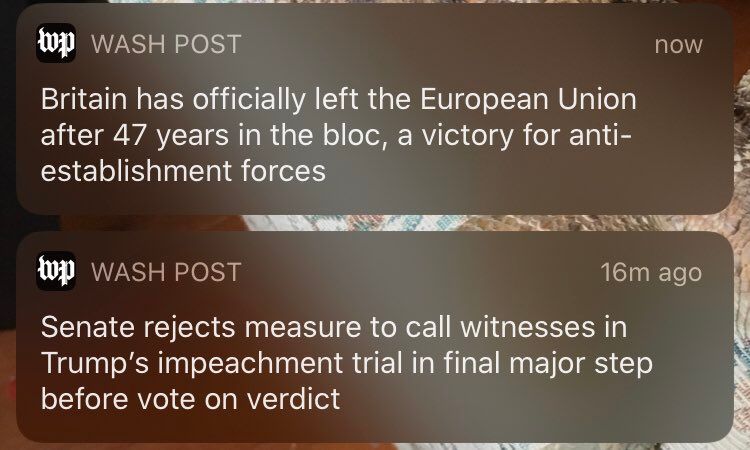 wp WASH POST now
Britain has officially left the European Union
after 47 years in the bloc, a victory for anti-
establishment forces
wp WASH POST 16m ago
Senate rejects measure to call witnesses in
Trump’s impeachment trial in final major step
before vote on verdict